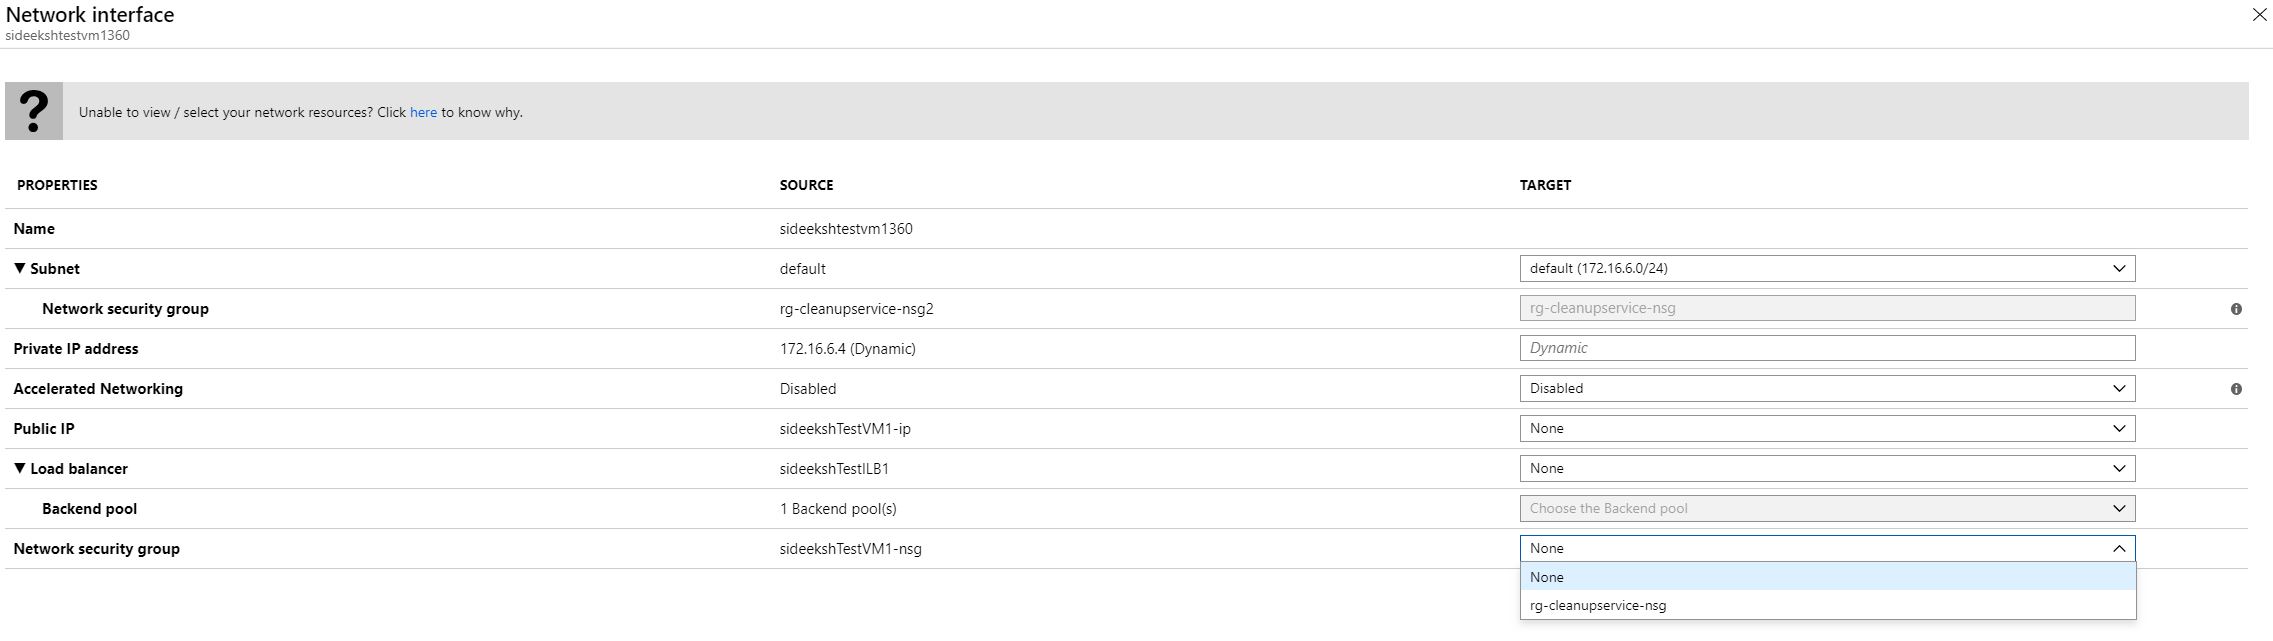 Network interface
sideekshtestvm1360
Unable to view / select your network resources? Click here to know why.
PROPERTIES SOURCE TARGET
Name sideekshtestvm1360
Subnet default default (172.16.6.0/24)
Network security group rg-cleanupservice-nsg2 rg-cleanupservice-nsg
Private IP address 172.16.6.4 (Dynamic) Dynamic
Accelerated Networking Disabled Disabled
Public IP sideekshTestVM1-ip None
Load balancer sideekshTestILB1 None
Backend pool 1 Backend pool(s) Choose the Backend pool
Network security group sideekshTestVM1-nsg None
None
rg-cleanupservice-nsg